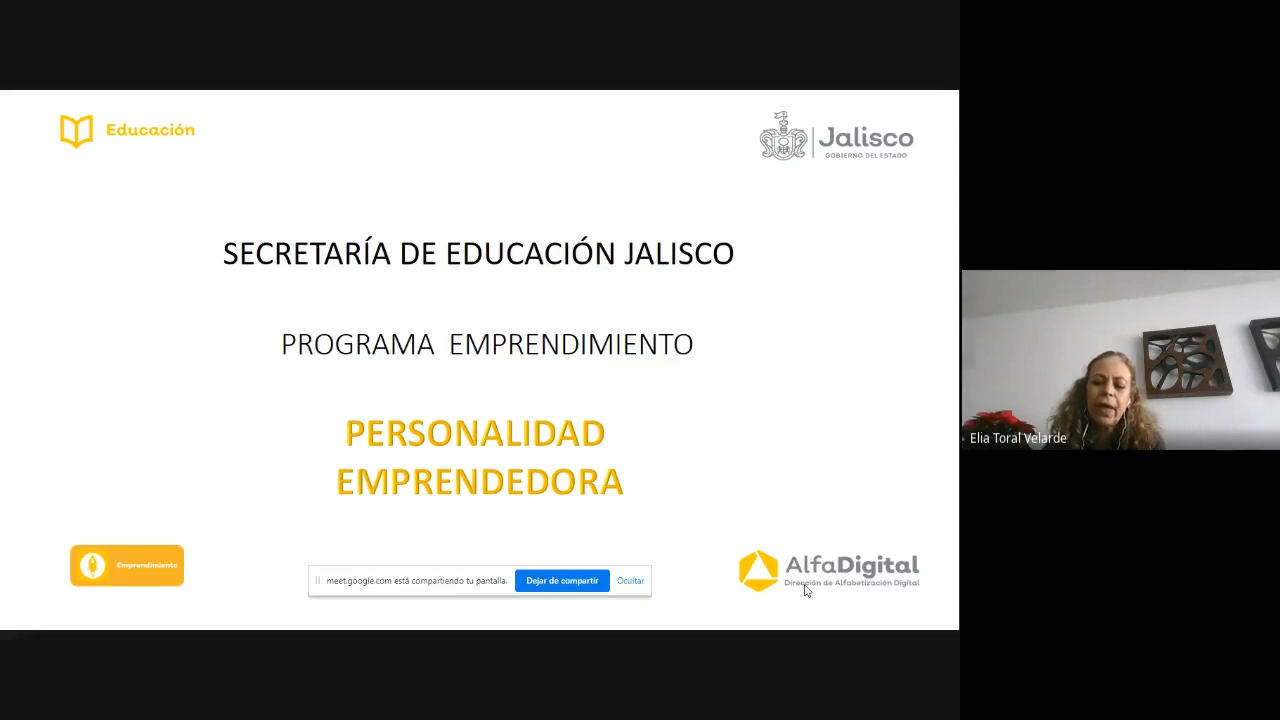 Educación
Jalisco
GOBIERNO DEL ESTADO
SECRETARÍA DE EDUCACIÓN JALISCO
PROGRAMA EMPRENDIMIENTO
PERSONALIDAD
EMPRENDEDORA
Elia Toral Velarde
Emprendimiento
meet.google.com está compartiendo tu pantalla. Dejar de compartir Ocultar
AlfaDigital
Dirección de Alfabetización Digital